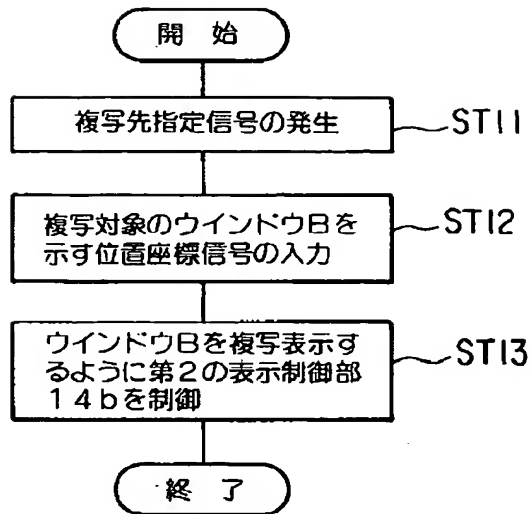 開 始
複写先指定信号の発生
ST11
複写対象のウインドウBを
示す位置座標信号の入力
ST12
ウインドウBを複写表示す
るように第2の表示制御部
14bを制御
ST13
終 了